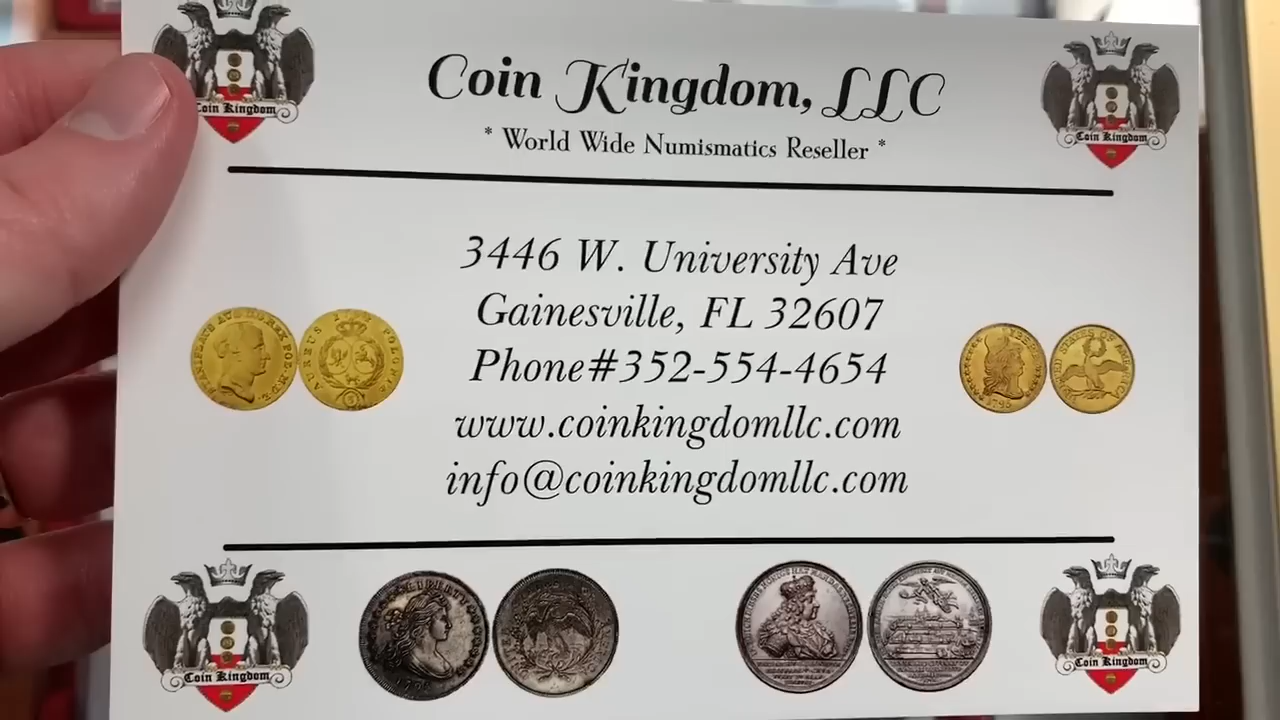 Coin Kingdom
Coin Kingdom, LLC
* World Wide Numismatics Reseller *
Coin Kingdom
3446 W. University Ave
Gainesville, FL 32607
Phone#352-554-4654
www.coinkingdomllc.com
info@coinkingdomllc.com
Coin Kingdom
Coin Kingdom